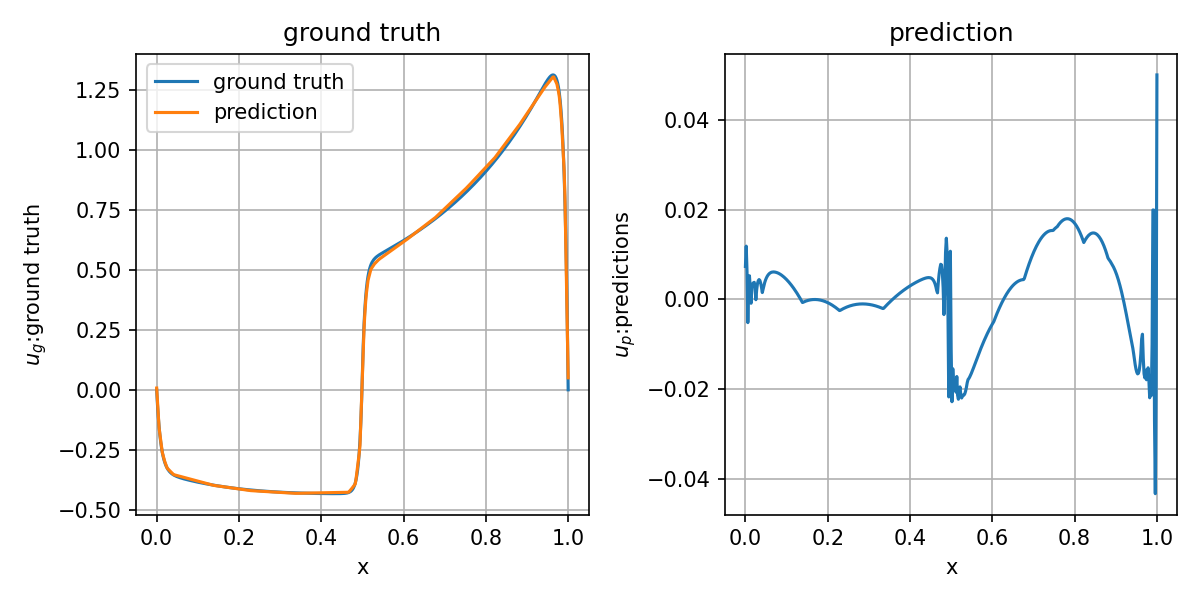 ground truth
ground truth
prediction
1.25
1.00
0.75
0.50
0.25
0.00
−0.25
−0.50
u_g:ground truth
0.0 0.2 0.4 0.6 0.8 1.0
x
prediction
0.04
0.02
0.00
−0.02
−0.04
u_p:predictions
0.0 0.2 0.4 0.6 0.8 1.0
x